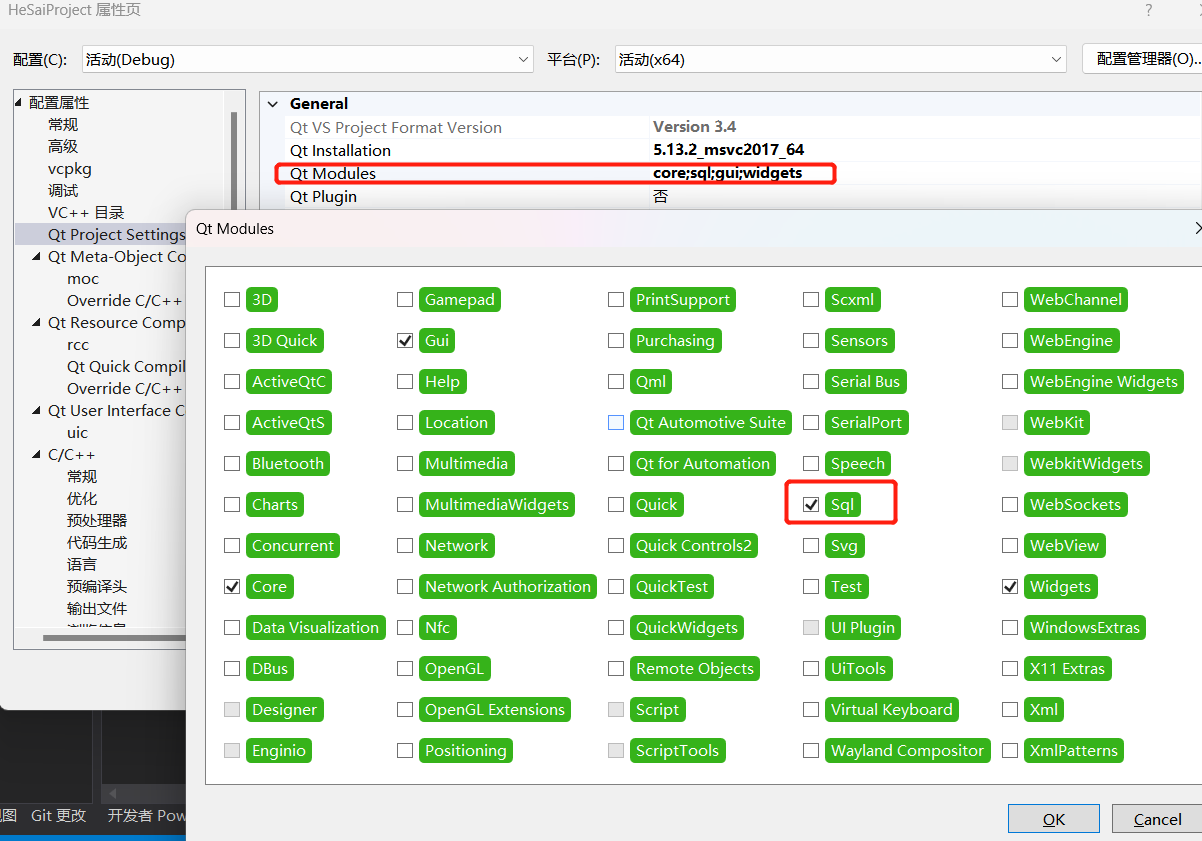 HeSaiProject 属性页
?
配置(C):
活动(Debug)
平台(P):
活动(x64)
配置管理器(O)...
配置属性
常规
高级
vcpkg
调试
VC++ 目录
Qt Project Settings
Qt Meta-Object Co
moc
Override C/C++
Qt Resource Comp
rcc
Qt Quick Compil
Override C/C++
Qt User Interface C
uic
C/C++
常规
优化
预处理器
代码生成
语言
预编译头
输出文件
General
Qt VS Project Format Version
Version 3.4
Qt Installation
5.13.2_msvc2017_64
Qt Modules
core;sql;gui;widgets
Qt Plugin
否
Qt Modules
3D
Gamepad
PrintSupport
Scxml
WebChannel
3D Quick
Gui
Purchasing
Sensors
WebEngine
ActiveQtC
Help
Qml
Serial Bus
WebEngine Widgets
ActiveQtS
Location
Qt Automotive Suite
SerialPort
WebKit
Bluetooth
Multimedia
Qt for Automation
Speech
WebkitWidgets
Charts
MultimediaWidgets
Quick
Sql
WebSockets
Concurrent
Network
Quick Controls2
Svg
WebView
Core
Network Authorization
QuickTest
Test
Widgets
Data Visualization
Nfc
QuickWidgets
UI Plugin
WindowsExtras
DBus
OpenGL
Remote Objects
UiTools
X11 Extras
Designer
OpenGL Extensions
Script
Virtual Keyboard
Xml
Enginio
Positioning
ScriptTools
Wayland Compositor
XmlPatterns
OK
Cancel
图
Git 更改
开发者 Pow